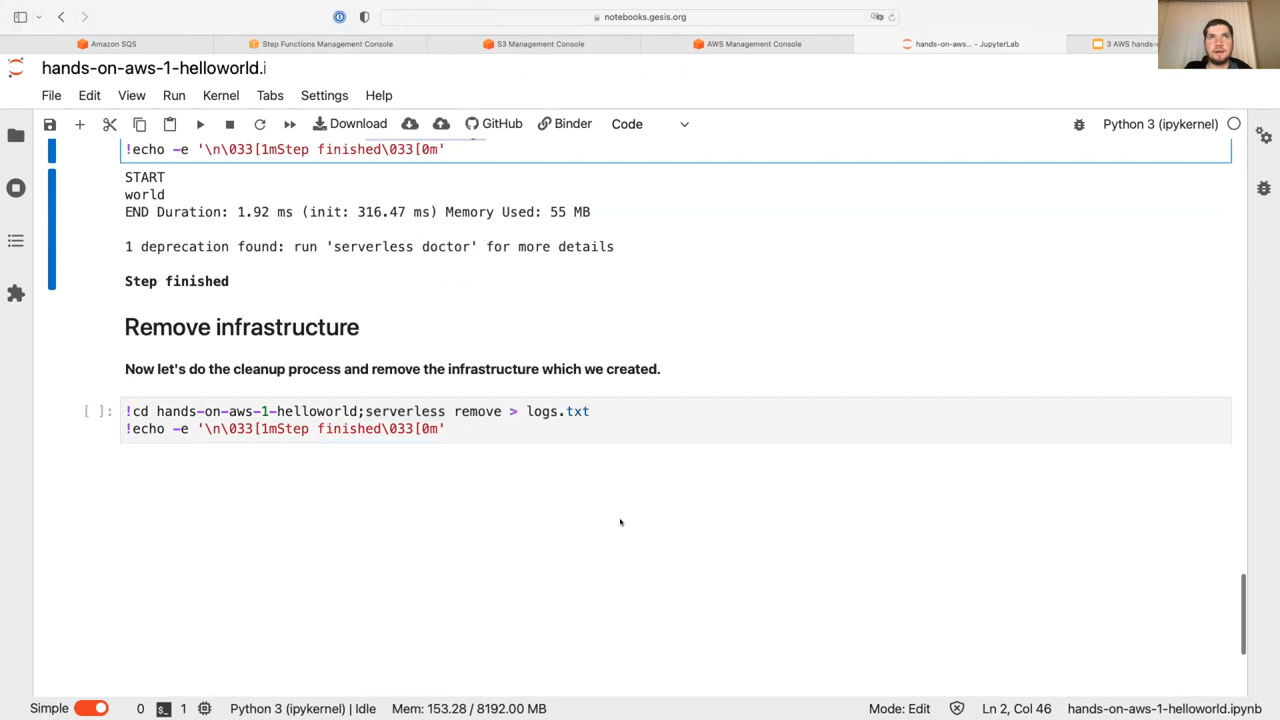 notebooks.gesis.org
Amazon SQS
Step Functions Management Console
S3 Management Console
AWS Management Console
hands-on-aws... - JupyterLab
3 AWS hands-
hands-on-aws-1-helloworld.i
File Edit View Run Kernel Tabs Settings Help
Download GitHub Binder Code Python 3 (ipykernel)
!echo -e '\n\033[1mStep finished\033[0m'
START
world
END Duration: 1.92 ms (init: 316.47 ms) Memory Used: 55 MB
1 deprecation found: run 'serverless doctor' for more details
Step finished
Remove infrastructure
Now let's do the cleanup process and remove the infrastructure which we created.
[ ]: !cd hands-on-aws-1-helloworld;serverless remove > logs.txt
!echo -e '\n\033[1mStep finished\033[0m'
Simple 0 1 Python 3 (ipykernel) | Idle Mem: 153.28 / 8192.00 MB Mode: Edit Ln 2, Col 46 hands-on-aws-1-helloworld.ipynb